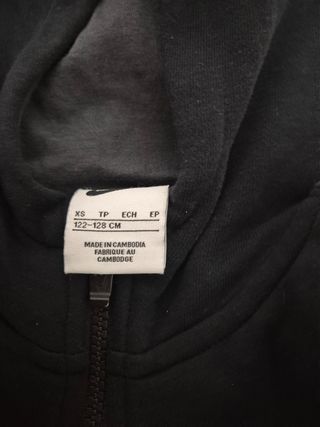 XS TP ECH EP
122-128 CM
MADE IN CAMBODIA
FABRIQUE AU
CAMBODGE